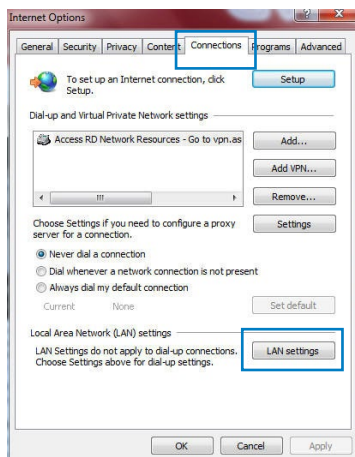 Internet Options
General Security Privacy Content Connections Programs Advanced
To set up an Internet connection, click
Setup.
Setup
Dial-up and Virtual Private Network settings
Access RD Network Resources - Go to vpn.as
Add...
Add VPN...
Remove...
Choose Settings if you need to configure a proxy
server for a connection.
Settings
Never dial a connection
Dial whenever a network connection is not present
Always dial my default connection
Current None
Set default
Local Area Network (LAN) settings
LAN Settings do not apply to dial-up connections.
Choose Settings above for dial-up settings.
LAN settings
OK Cancel Apply